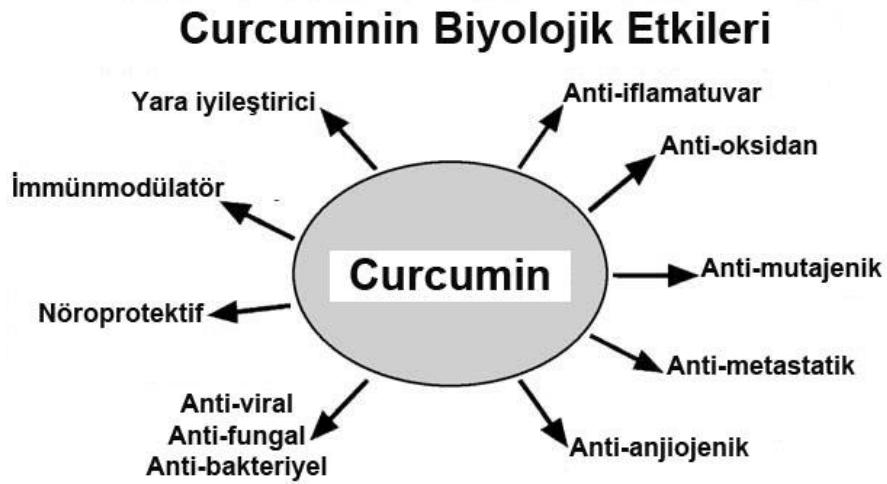 Curcuminin Biyolojik Etkileri
Yara iyileştirici
Anti-iflamatuvar
Anti-oksidan
İmmünmodülatör
Curcumin
Anti-mutajenik
Nöroprotektif
Anti-metastatik
Anti-viral
Anti-fungal
Anti-bakteriyel
Anti-anjiojenik